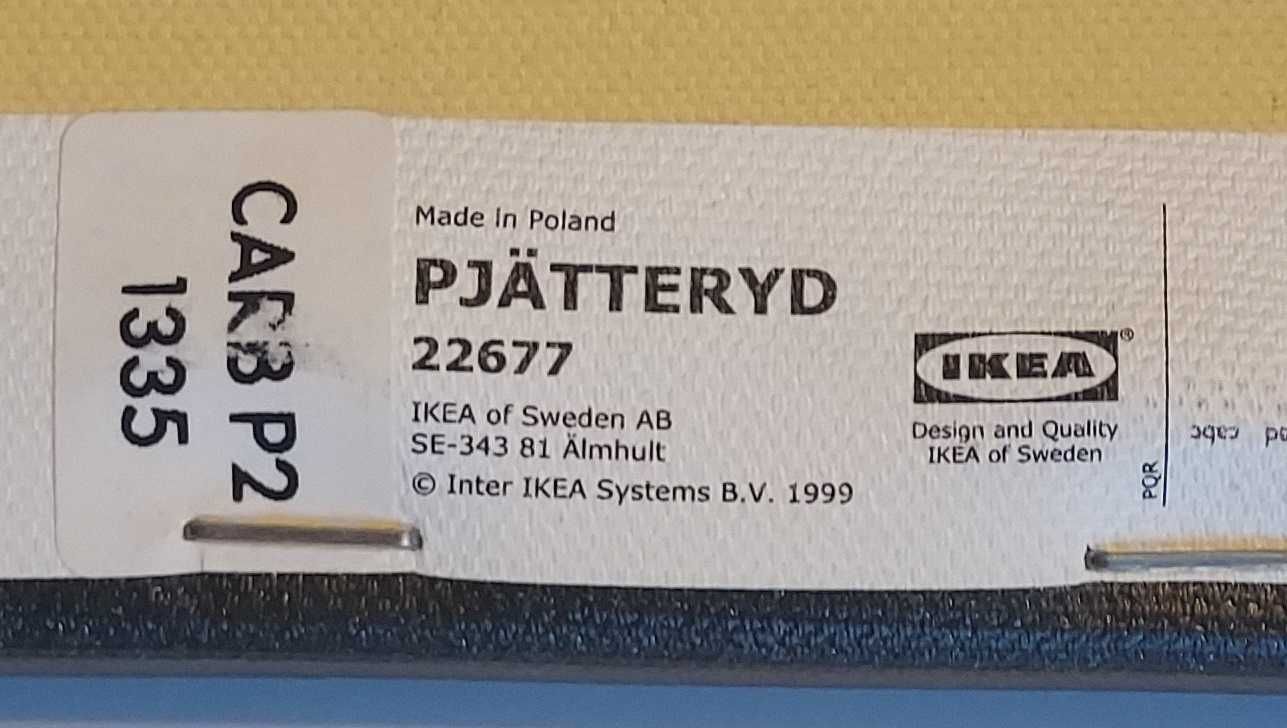 CARB P2
1335
Made in Poland
PJÄTTERYD
22677
IKEA of Sweden AB
SE-343 81 Älmhult
© Inter IKEA Systems B.V. 1999
IKEA®
Design and Quality
IKEA of Sweden
PQR